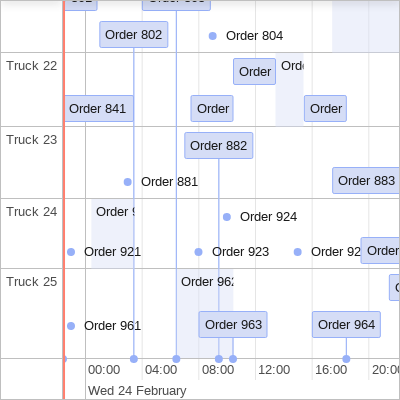 Order 802
Order 804
Truck 22
Order
Ord
Order 841
Order
Order
Truck 23
Order 882
Order 881
Order 883
Truck 24
Order
Order 924
Order 921
Order 923
Order 92
Order
Truck 25
Order 962
Order 961
Order 963
Order 964
00:00
04:00
08:00
12:00
16:00
20:00
Wed 24 February